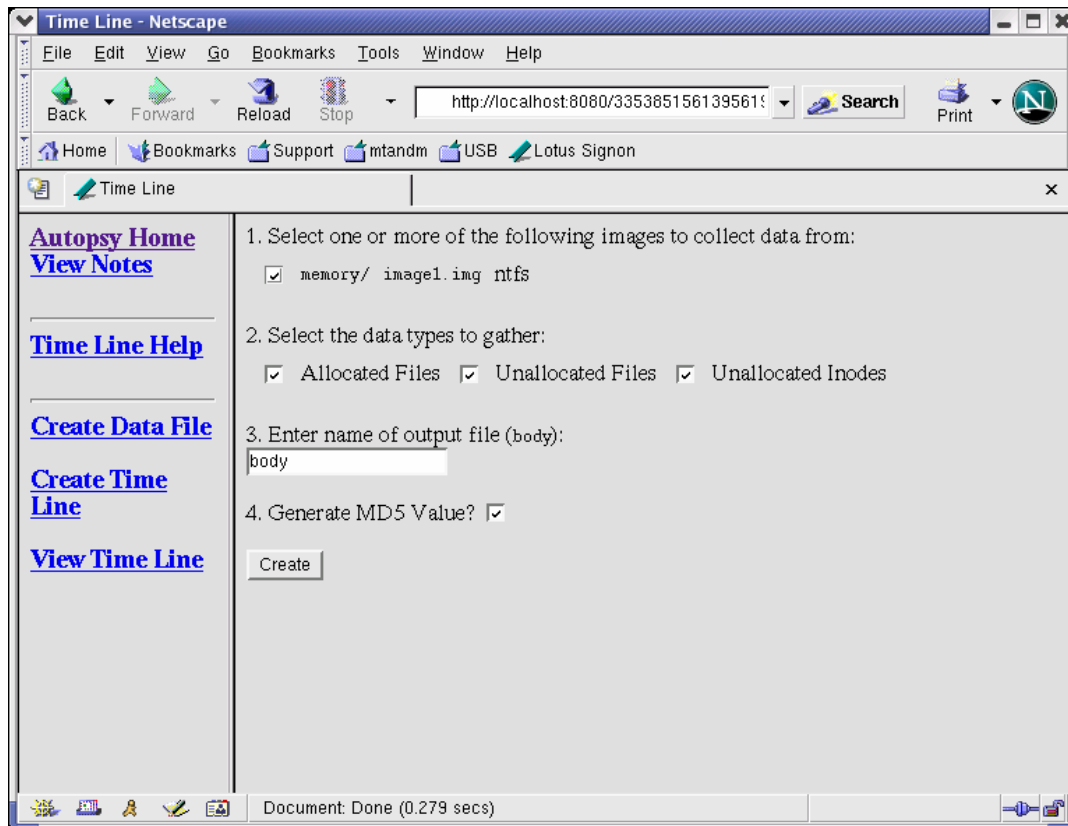 Time Line - Netscape
File Edit View Go Bookmarks Tools Window Help
Back Forward Reload Stop http://localhost:8080/335385156139561 Search Print N
Home Bookmarks Support mtandm USB Lotus Signon
Time Line
Autopsy Home
View Notes
Time Line Help
Create Data File
Create Time
Line
View Time Line
1. Select one or more of the following images to collect data from:
memory/ image1.img ntfs
2. Select the data types to gather:
Allocated Files Unallocated Files Unallocated Inodes
3. Enter name of output file (body):
body
4. Generate MD5 Value?
Create
Document: Done (0.279 secs)